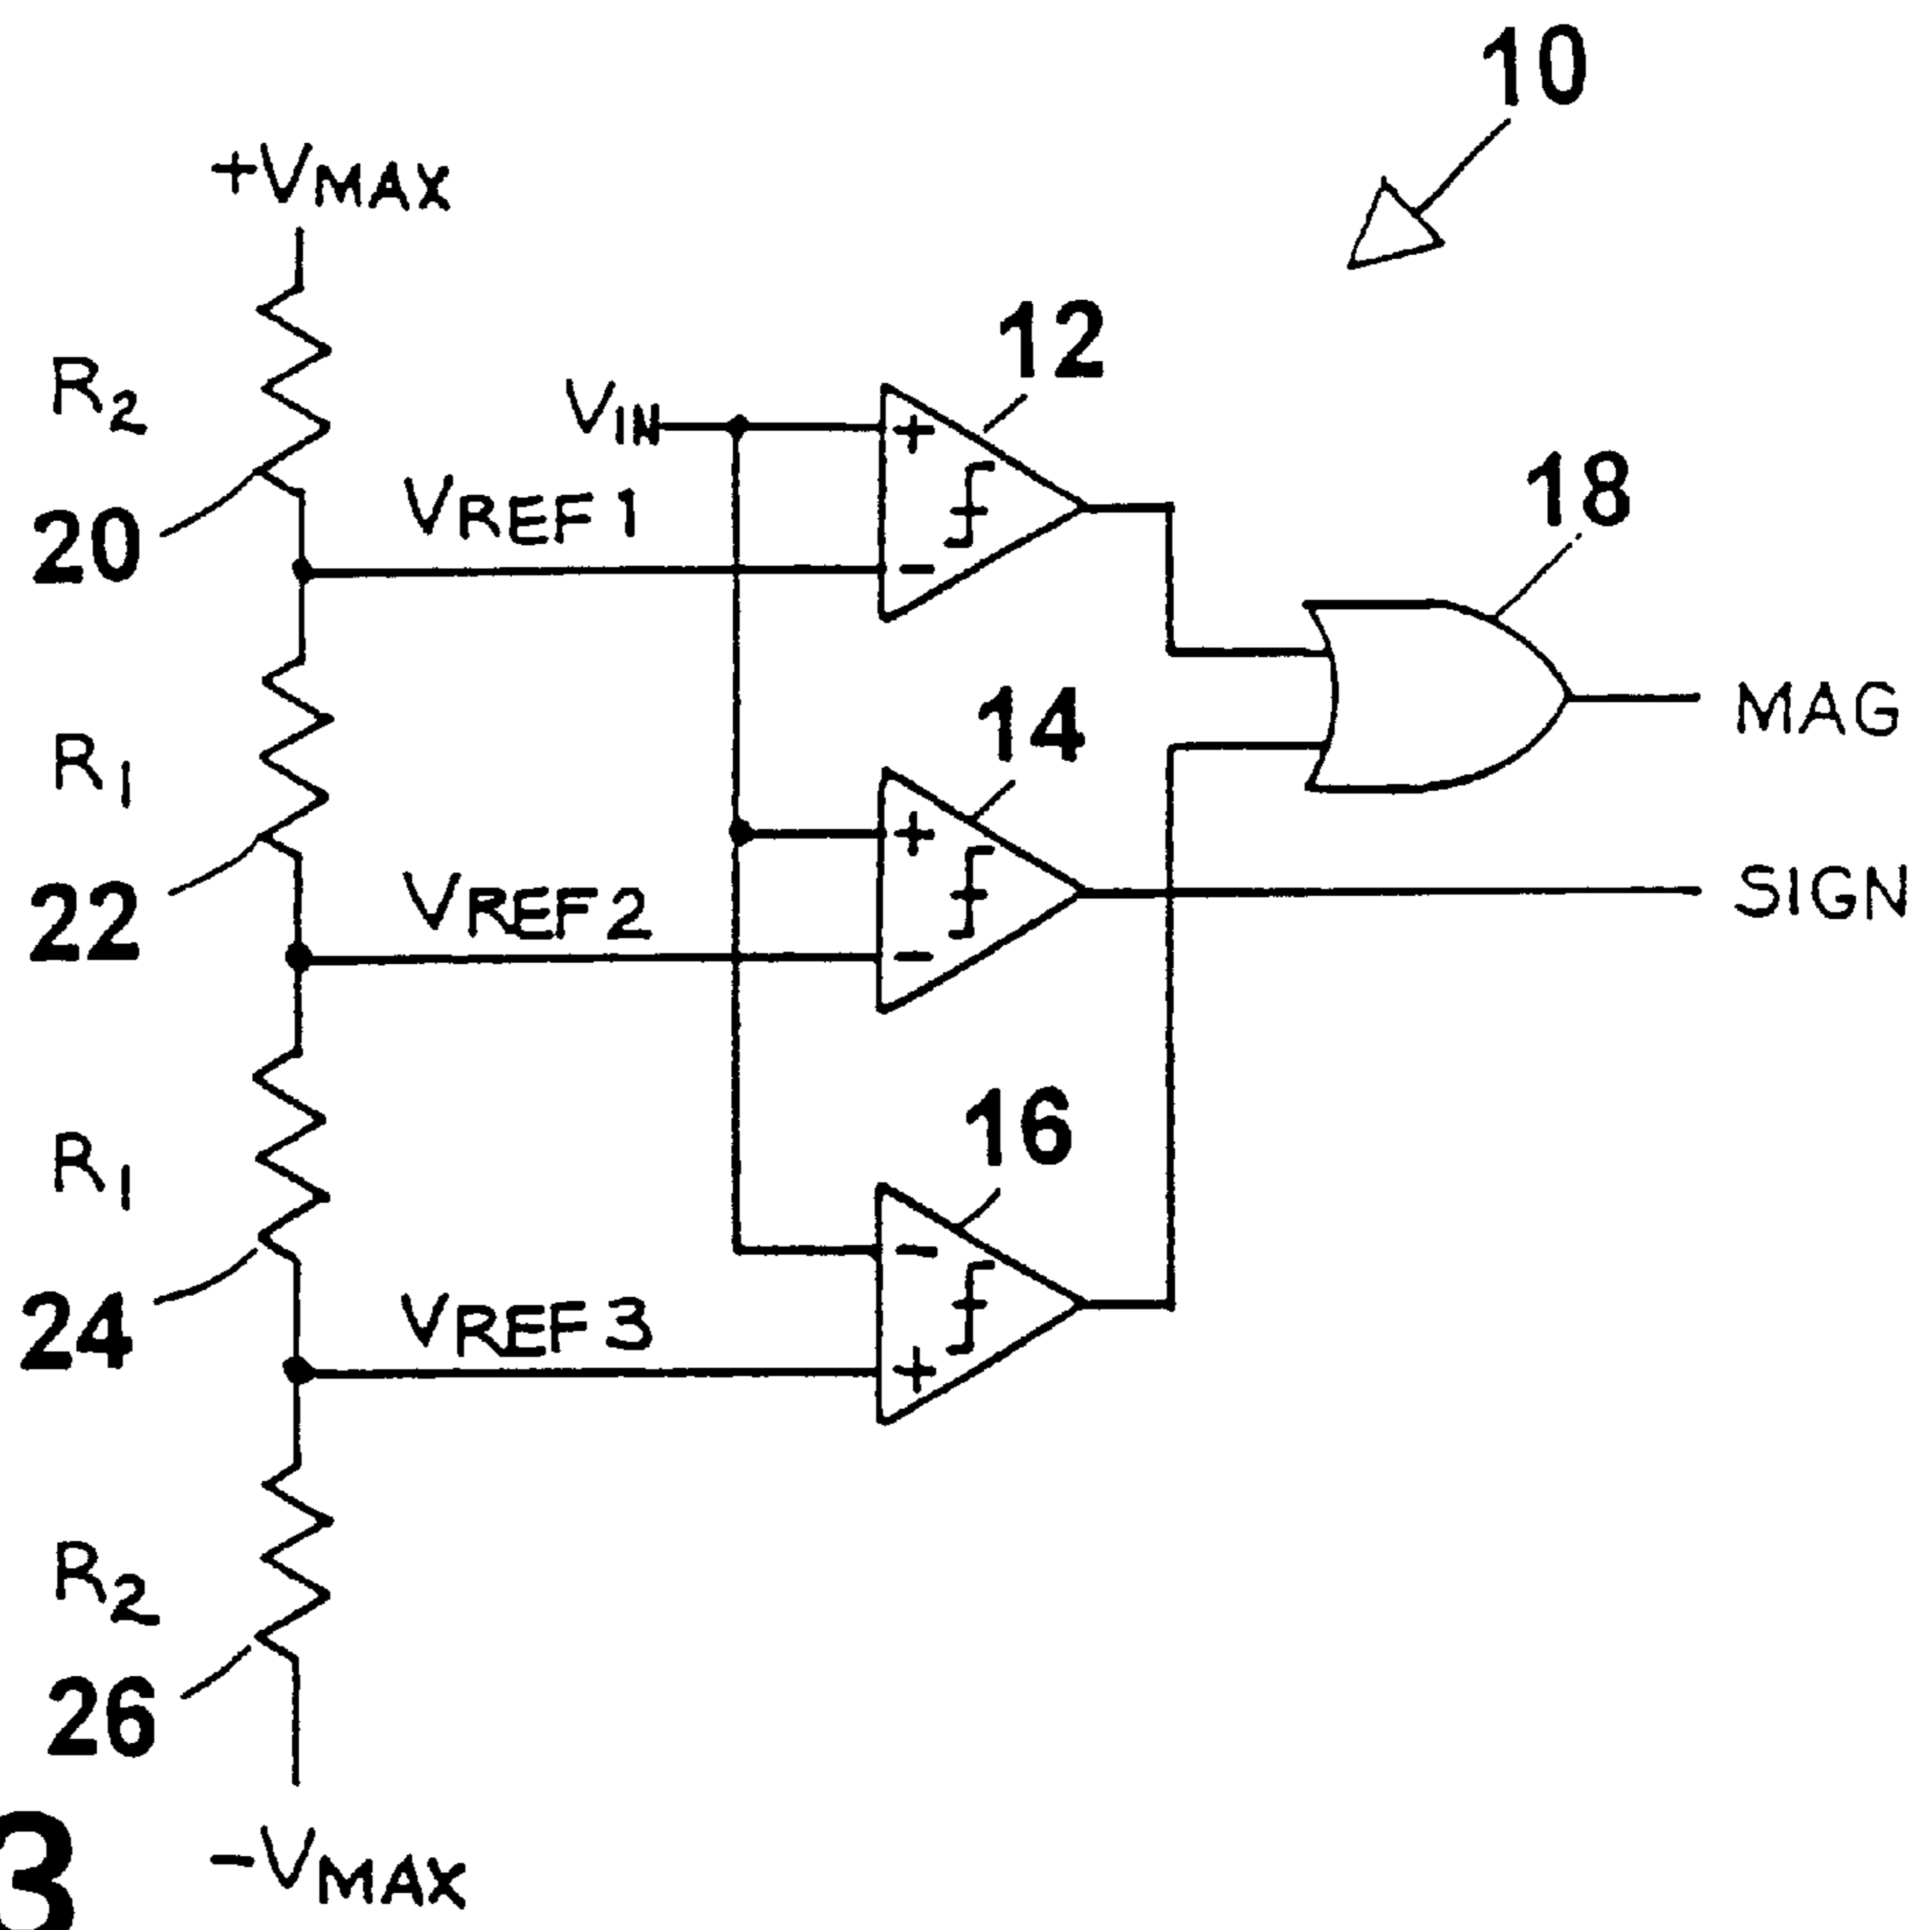 10
+VMAX
12
R2
VIN
+
18
20
VREF 1
-
MAG
14
R1
+
SIGN
22
VREF 2
-
16
R1
-
24
VREF 3
+
R2
26
3
-VMAX